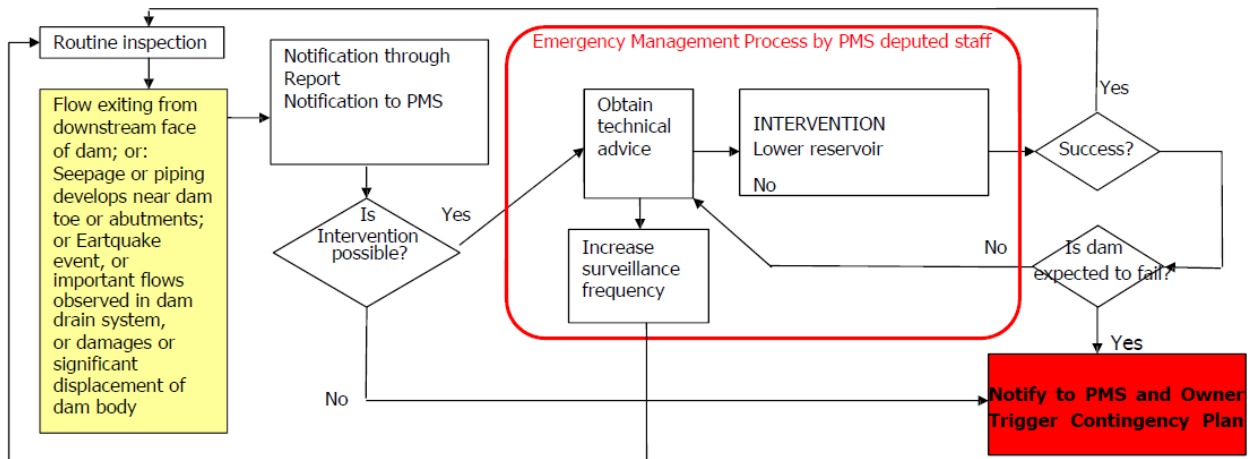 Routine inspection
Flow exiting from
downstream face
of dam; or:
Seepage or piping
develops near dam
toe or abutments;
or Eartquake
event, or
important flows
observed in dam
drain system,
or damages or
significant
displacement of
dam body
Notification through
Report
Notification to PMS
Is
Intervention
possible?
Yes
No
Emergency Management Process by PMS deputed staff
Obtain
technical
advice
INTERVENTION
Lower reservoir
No
Increase
surveillance
frequency
Yes
Success?
No
Is dam
expected to fail?
Yes
Notify to PMS and Owner
Trigger Contingency Plan